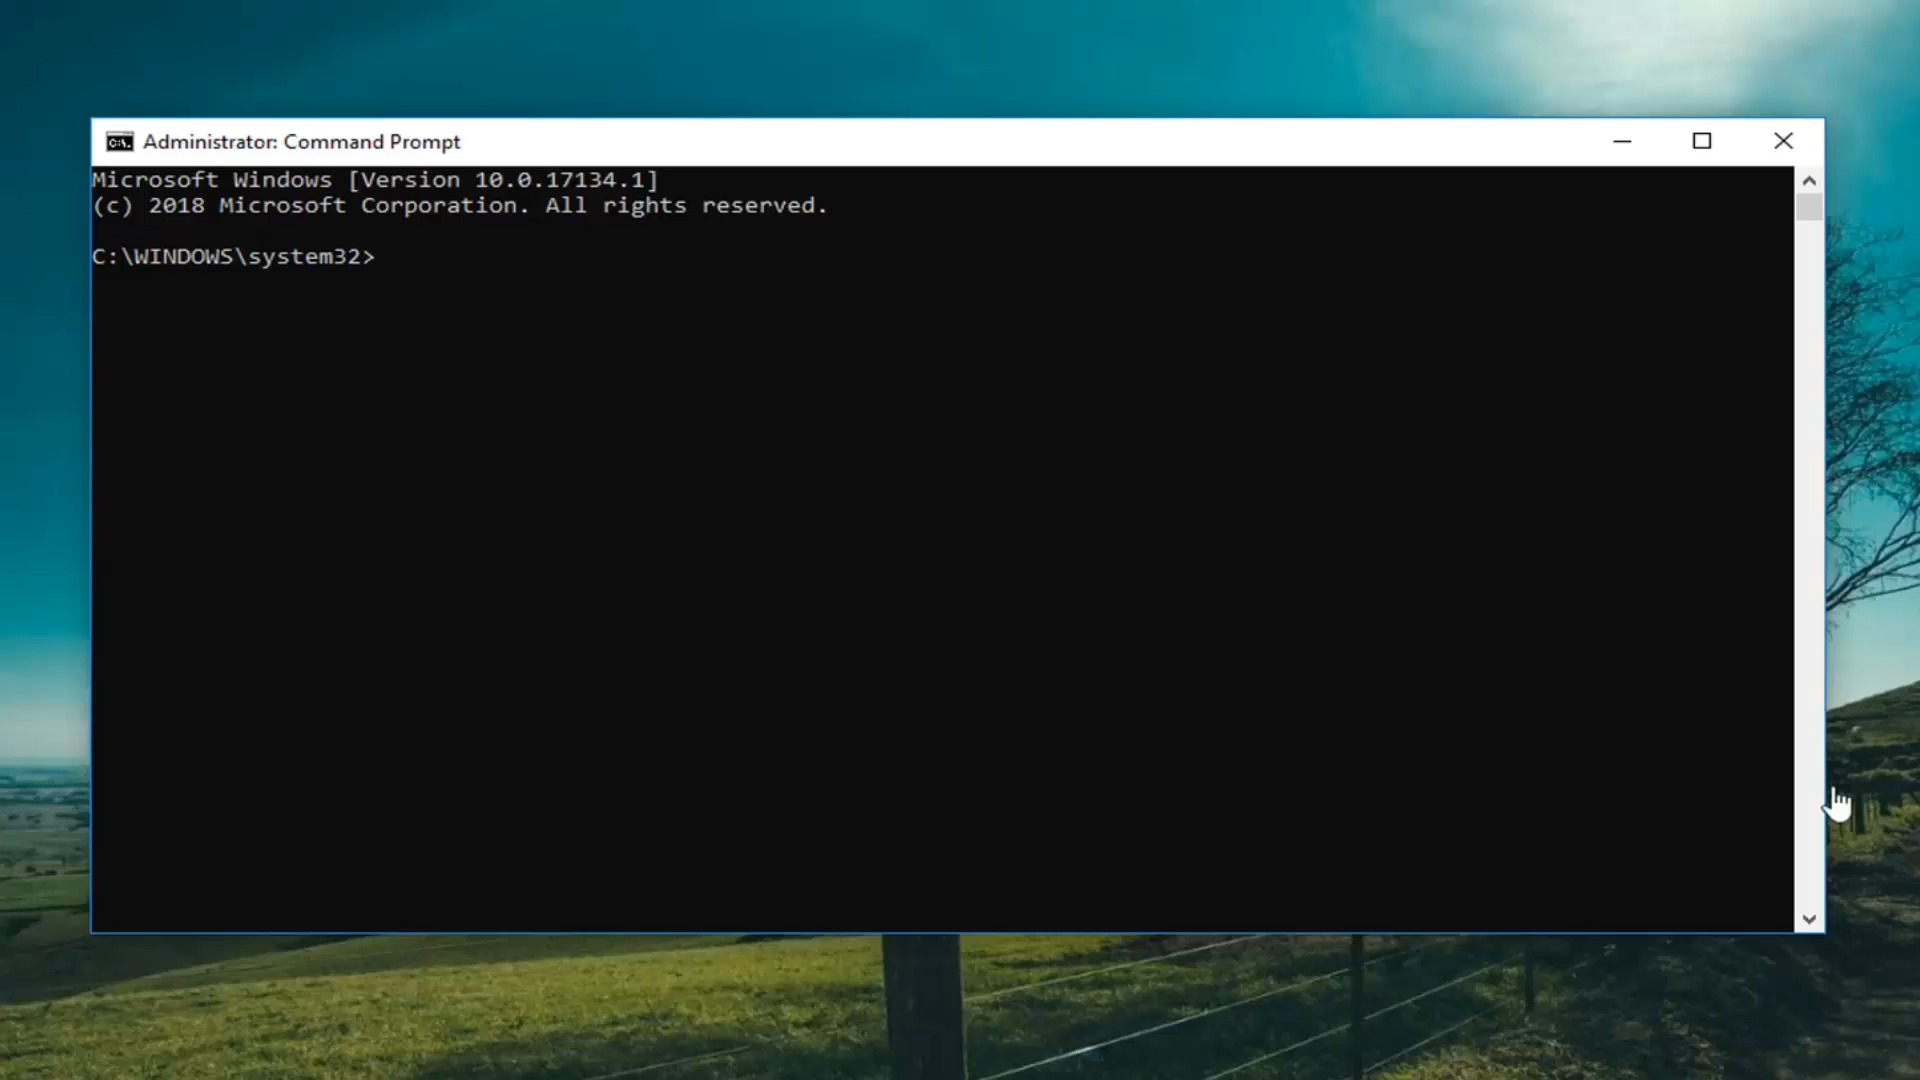 Administrator: Command Prompt
Microsoft Windows [Version 10.0.17134.1]
(c) 2018 Microsoft Corporation. All rights reserved.
C:\WINDOWS\system32>